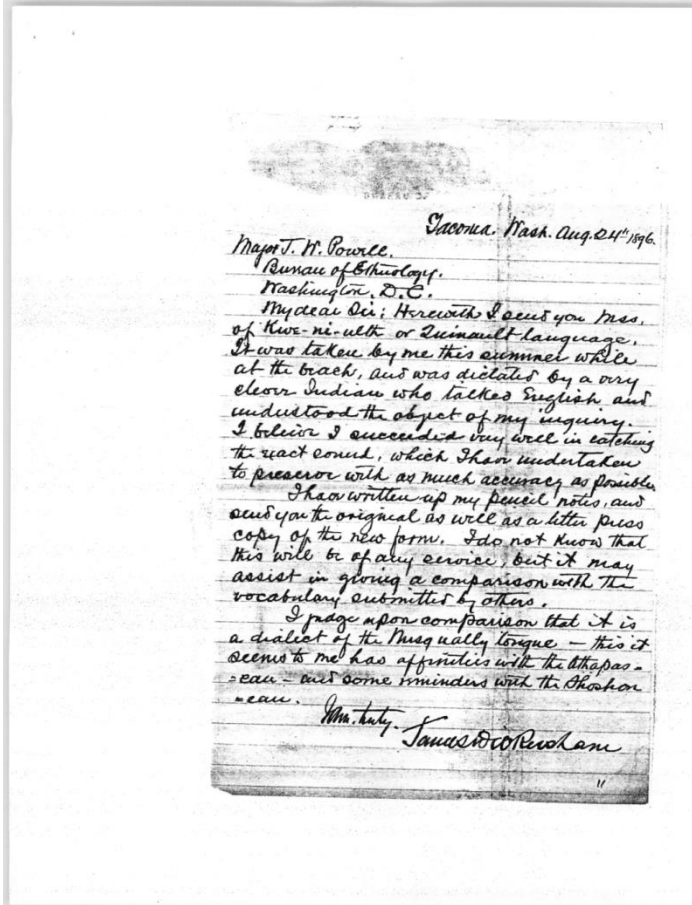 Tacoma. Wash. Aug. 24th 1896.
Major J. W. Powell.
Bureau of Ethnology.
Washington. D.C.
My dear Sir; Herewith I send you Mss.
of Kwe-ni-ulth or Quinault language.
It was taken by me this summer while
at the beach, and was dictated by a very
clever Indian who talked English and
understood the object of my inquiry.
I believe I succeeded very well in catching
the exact sound, which I have undertaken
to preserve with as much accuracy as possible.
I have written up my pencil notes, and
send you the original as well as a letter press
copy of the new form. I do not know that
this will be of any service, but it may
assist in giving a comparison with the
vocabulary submitted by others.
I judge upon comparison that it is
a dialect of the Nusqually tongue — this it
seems to me has affinities with the Athapas-
-can - and some reminders with the Shoshon
-ean.
truly.
James Wickersham
"